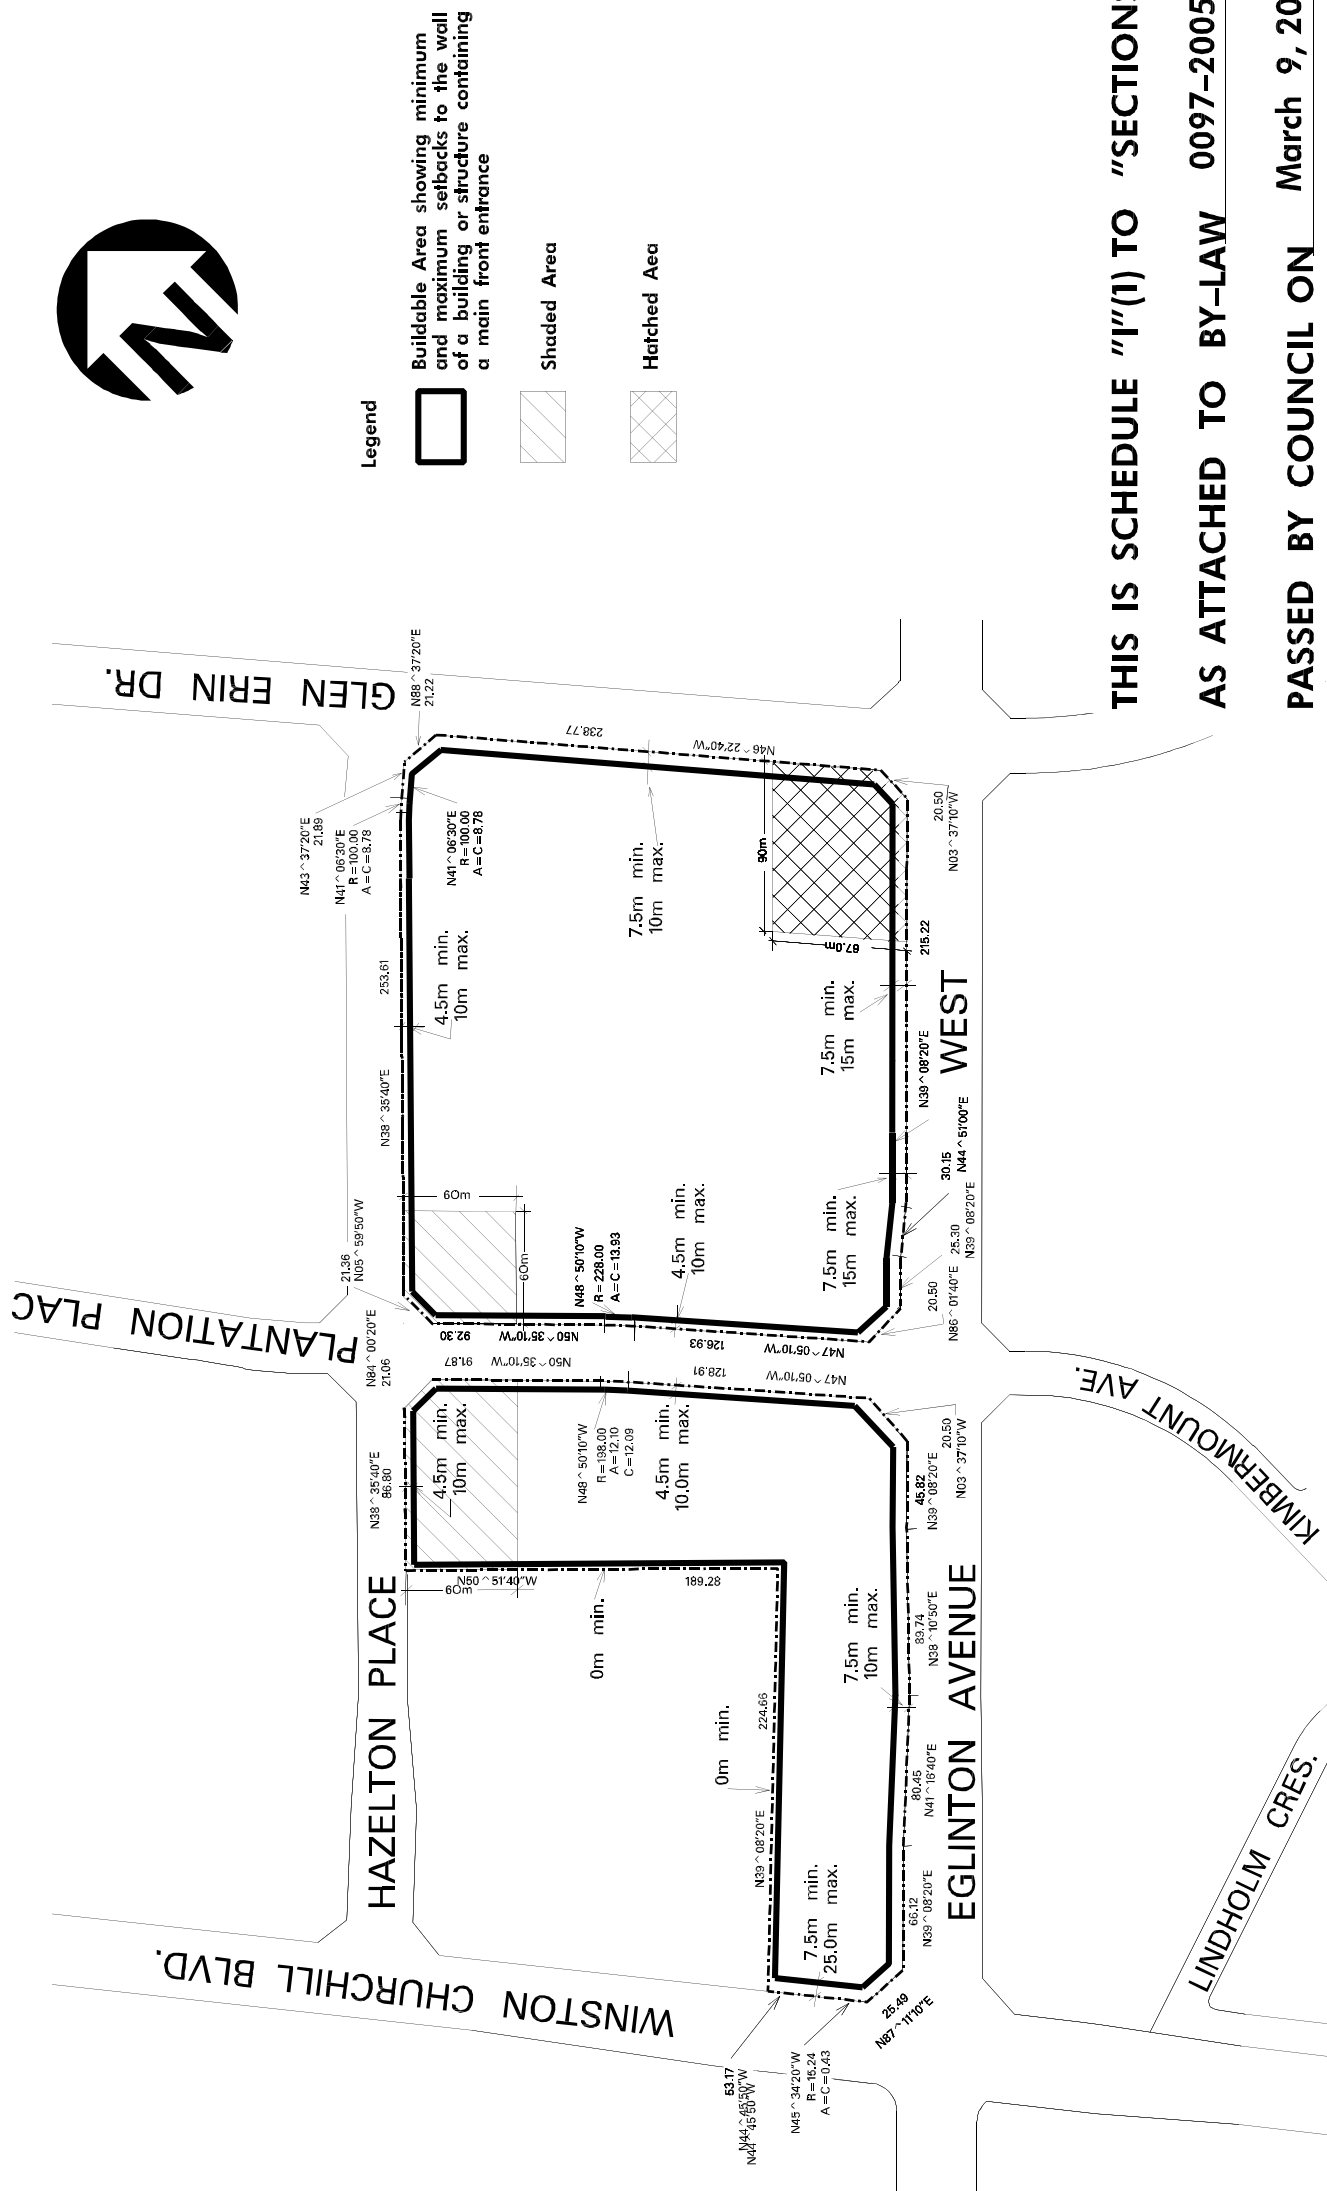 N
Legend
Buildable Area showing minimum
and maximum setbacks to the wall
of a building or structure containing
a main front entrance
Shaded Area
Hatched Aea
THIS IS SCHEDULE "I"(1) TO "SECTION
AS ATTACHED TO BY-LAW 0097-2005
PASSED BY COUNCIL ON March 9, 20
GLEN ERIN DR.
N88^37'20"E
21.22
N43^37'20"E
21.89
N41^06'30"E
R=100.00
A=C=8.78
N41^06'30"E
R=100.00
A=C=8.78
238.77
N46^22'40"W
7.5m min.
10m max.
90m
67.0m
20.50
N03^37'10"W
215.22
253.61
4.5m min.
10m max.
N38^35'40"E
7.5m min.
15m max.
N39^08'20"E
WEST
30.15
N44^51'00"E
25.30
N39^08'20"E
20.50
N86^01'40"E
7.5m min.
15m max.
4.5m min.
10m max.
N48^50'10"W
R=228.00
A=C=13.93
60m
60m
21.36
N05^59'50"W
PLANTATION PLAC
N84^00'20"E
21.06
92.30
N50^35'10"W
126.93
N47^05'10"W
91.87
N50^35'10"W
128.91
N47^05'10"W
KIMBERMOUNT AVE.
4.5m min.
10m max.
N38^35'40"E
86.80
N48^50'10"W
R=198.00
A=12.10
C=12.09
4.5m min.
10.0m max.
20.50
N03^37'10"W
45.82
N39^08'20"E
HAZELTON PLACE
N50^51'40"W
60m
189.28
0m min.
0m min.
224.66
N39^08'20"E
7.5m min.
10m max.
89.74
N38^10'50"E
80.45
N41^16'40"E
66.12
N39^08'20"E
EGLINTON AVENUE
7.5m min.
25.0m max.
LINDHOLM CRES.
WINSTON CHURCHILL BLVD.
25.49
N87^11'10"E
53.17
N44^45'50"W
N44^45'50"W
N45^34'20"W
R=15.24
A=C=0.43